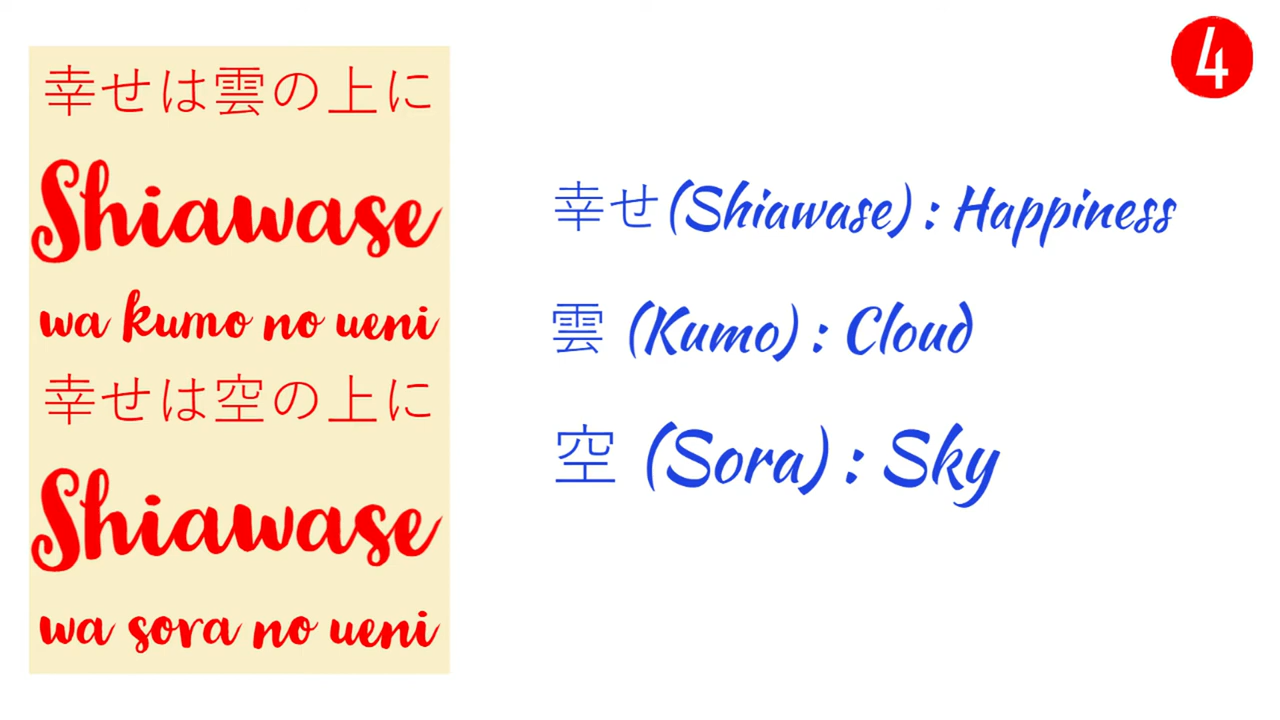 幸せは雲の上に
Shiawase
wa kumo no ueni
幸せは空の上に
Shiawase
wa sora no ueni
4
幸せ(Shiawase) : Happiness
雲 (Kumo) : Cloud
空 (Sora) : Sky